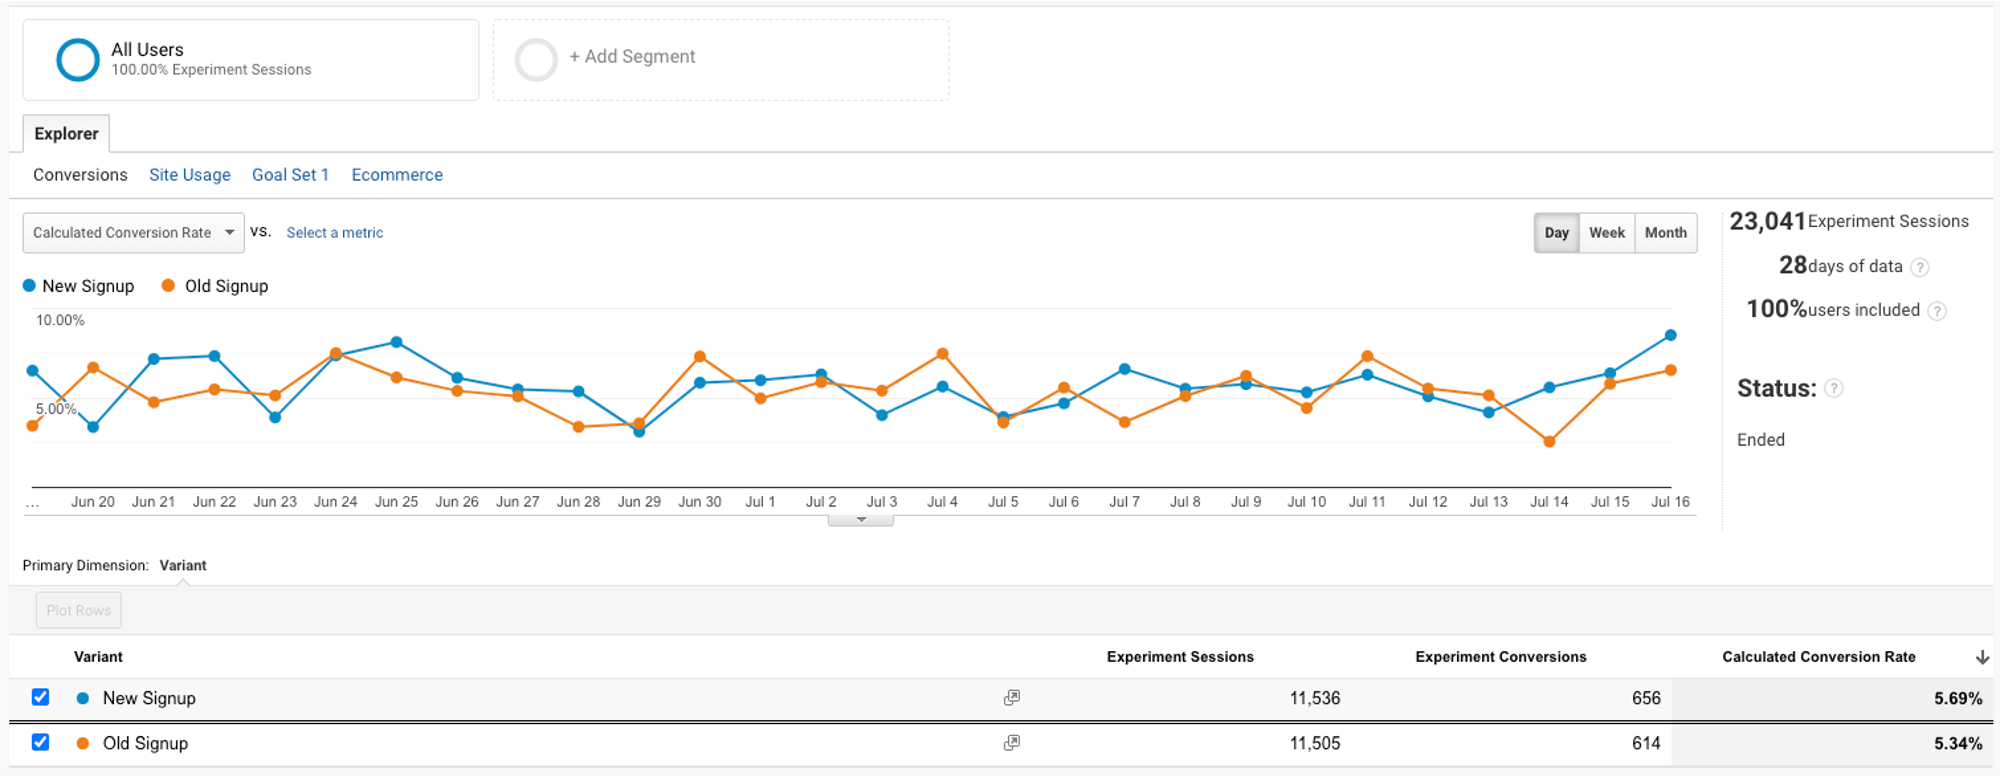 All Users
100.00% Experiment Sessions
+ Add Segment
Explorer
Conversions Site Usage Goal Set 1 Ecommerce
Calculated Conversion Rate VS. Select a metric
Day Week Month
23,041 Experiment Sessions
28 days of data ?
100% users included ?
Status: ?
Ended
New Signup Old Signup
10.00%
5.00%
... Jun 20 Jun 21 Jun 22 Jun 23 Jun 24 Jun 25 Jun 26 Jun 27 Jun 28 Jun 29 Jun 30 Jul 1 Jul 2 Jul 3 Jul 4 Jul 5 Jul 6 Jul 7 Jul 8 Jul 9 Jul 10 Jul 11 Jul 12 Jul 13 Jul 14 Jul 15 Jul 16
Primary Dimension: Variant
Plot Rows
Variant Experiment Sessions Experiment Conversions Calculated Conversion Rate
New Signup 11,536 656 5.69%
Old Signup 11,505 614 5.34%